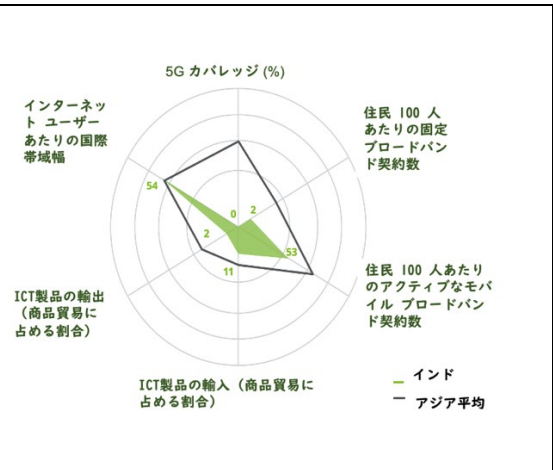 5G カバレッジ (%)
インターネッ
ト ユーザー
あたりの国際
帯域幅
住民 100 人
あたりの固定
ブロードバン
ド契約数
54
0
2
2
53
11
住民 100 人あたり
のアクティブなモバ
イル ブロードバン
ド契約数
ICT製品の輸出
（商品貿易に
占める割合）
ICT製品の輸入（商品貿易に
占める割合）
インド
アジア平均